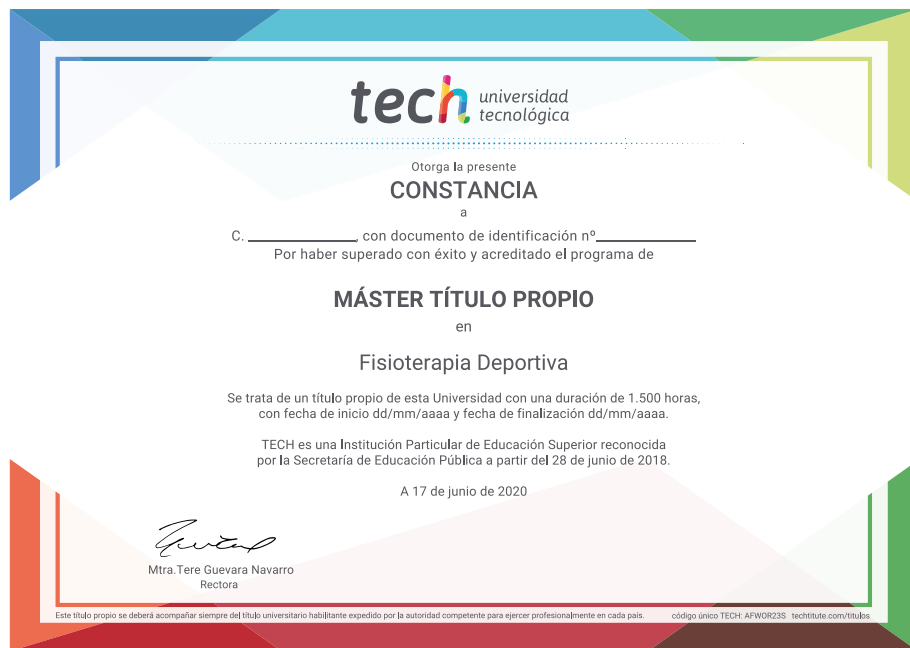 tech universidad
tecnológica
Otorga la presente
CONSTANCIA
a
C. ______________, con documento de identificación nº_____________
Por haber superado con éxito y acreditado el programa de
MÁSTER TÍTULO PROPIO
en
Fisioterapia Deportiva
Se trata de un título propio de esta Universidad con una duración de 1.500 horas,
con fecha de inicio dd/mm/aaaa y fecha de finalización dd/mm/aaaa.
TECH es una Institución Particular de Educación Superior reconocida
por la Secretaría de Educación Pública a partir del 28 de junio de 2018.
A 17 de junio de 2020
Mtra.Tere Guevara Navarro
Rectora
Este título propio se deberá acompañar siempre del título universitario habilitante expedido por la autoridad competente para ejercer profesionalmente en cada país. código único TECH: AFWOR23S techtitute.com/titulos